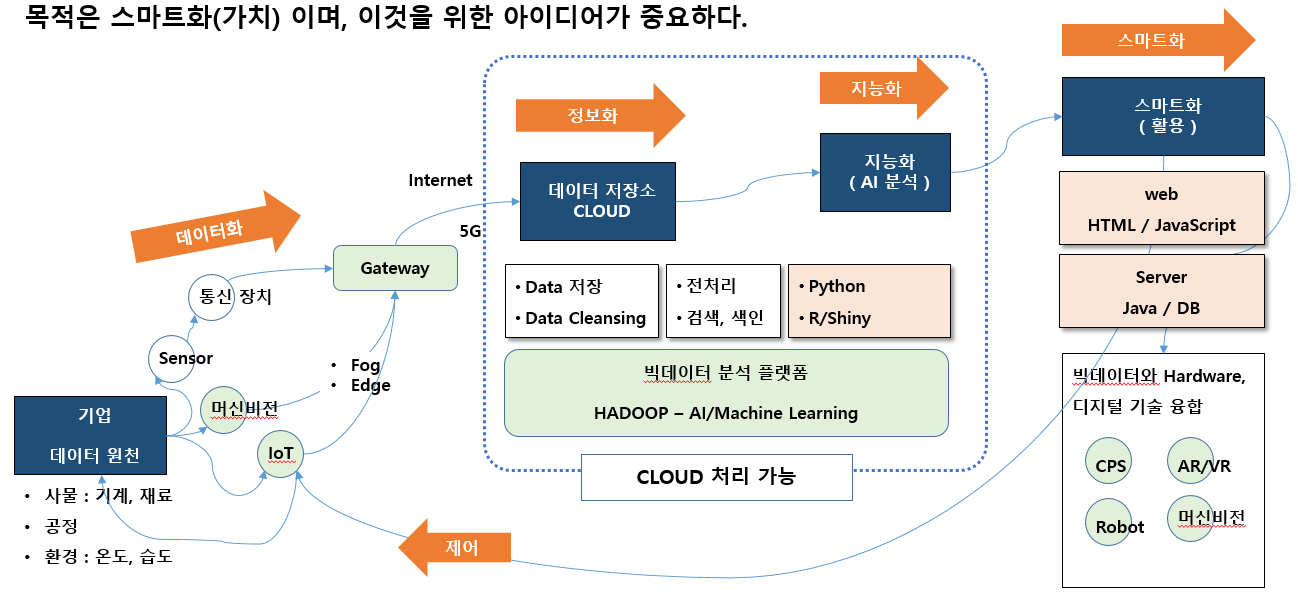 목적은 스마트화(가치) 이며, 이것을 위한 아이디어가 중요하다.
스마트화
지능화
정보화
데이터화
스마트화
( 활용 )
지능화
( AI 분석 )
데이터 저장소
CLOUD
Internet
5G
Gateway
통신 장치
Sensor
머신비전
IoT
• Fog
• Edge
기업
데이터 원천
• 사물 : 기계, 재료
• 공정
• 환경 : 온도, 습도
• Data 저장
• Data Cleansing
• 전처리
• 검색, 색인
• Python
• R/Shiny
빅데이터 분석 플랫폼
HADOOP – AI/Machine Learning
CLOUD 처리 가능
web
HTML / JavaScript
Server
Java / DB
빅데이터와 Hardware,
디지털 기술 융합
CPS
AR/VR
Robot
머신비전
제어